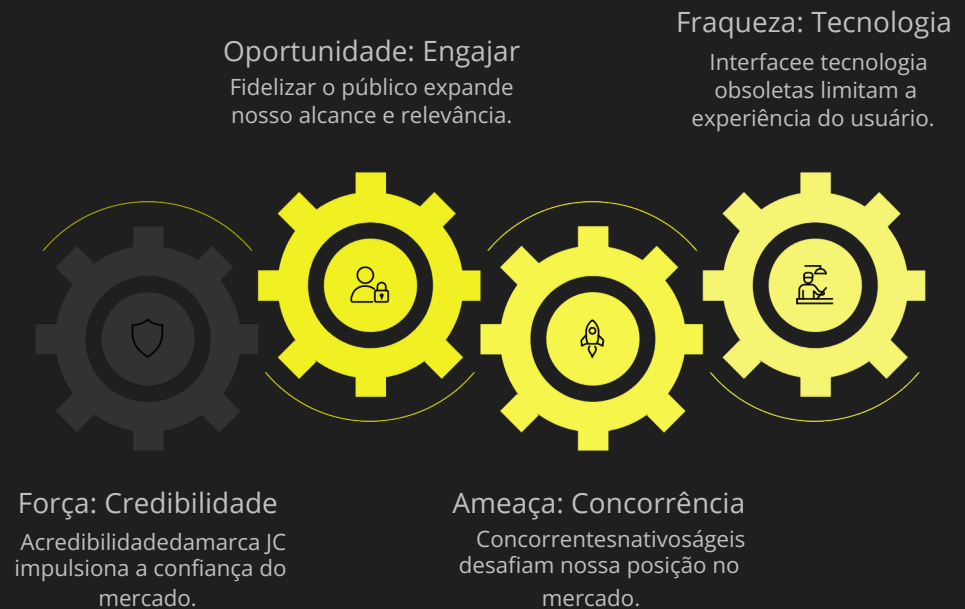 Fraqueza: Tecnologia
Interfacee tecnologia
obsoletas limitam a
experiência do usuário.
Oportunidade: Engajar
Fidelizar o público expande
nosso alcance e relevância.
Força: Credibilidade
Acredibilidadedamarca JC
impulsiona a confiança do
mercado.
Ameaça: Concorrência
Concorrentesnativoságeis
desafiam nossa posição no
mercado.